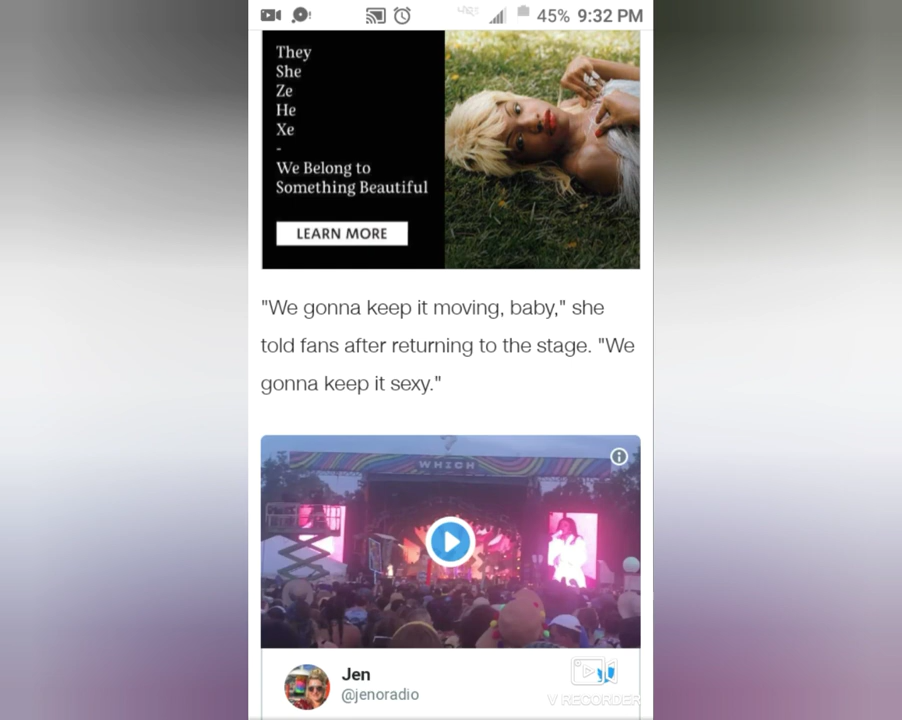 45% 9:32 PM
They
She
Ze
He
Xe
-
We Belong to
Something Beautiful
LEARN MORE
"We gonna keep it moving, baby," she
told fans after returning to the stage. "We
gonna keep it sexy."
WHICH
Jen
@jenoradio
V RECORDER